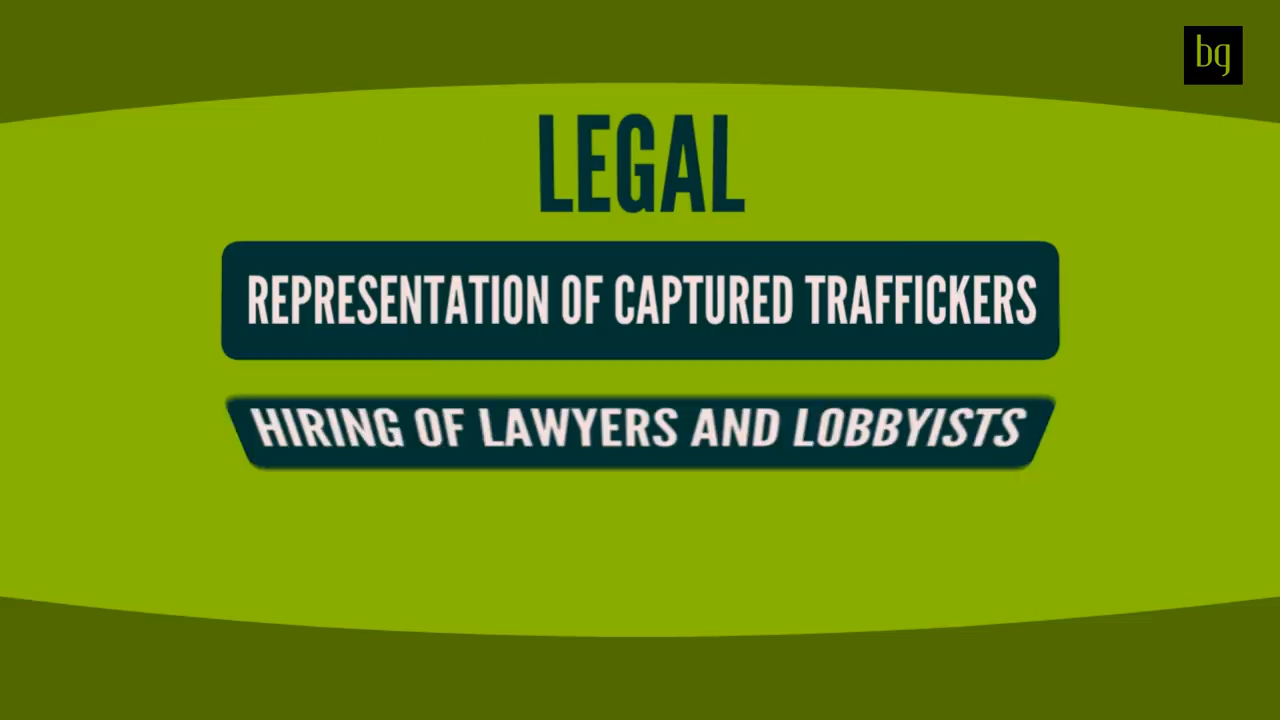 bg
LEGAL
REPRESENTATION OF CAPTURED TRAFFICKERS
HIRING OF LAWYERS AND LOBBYISTS